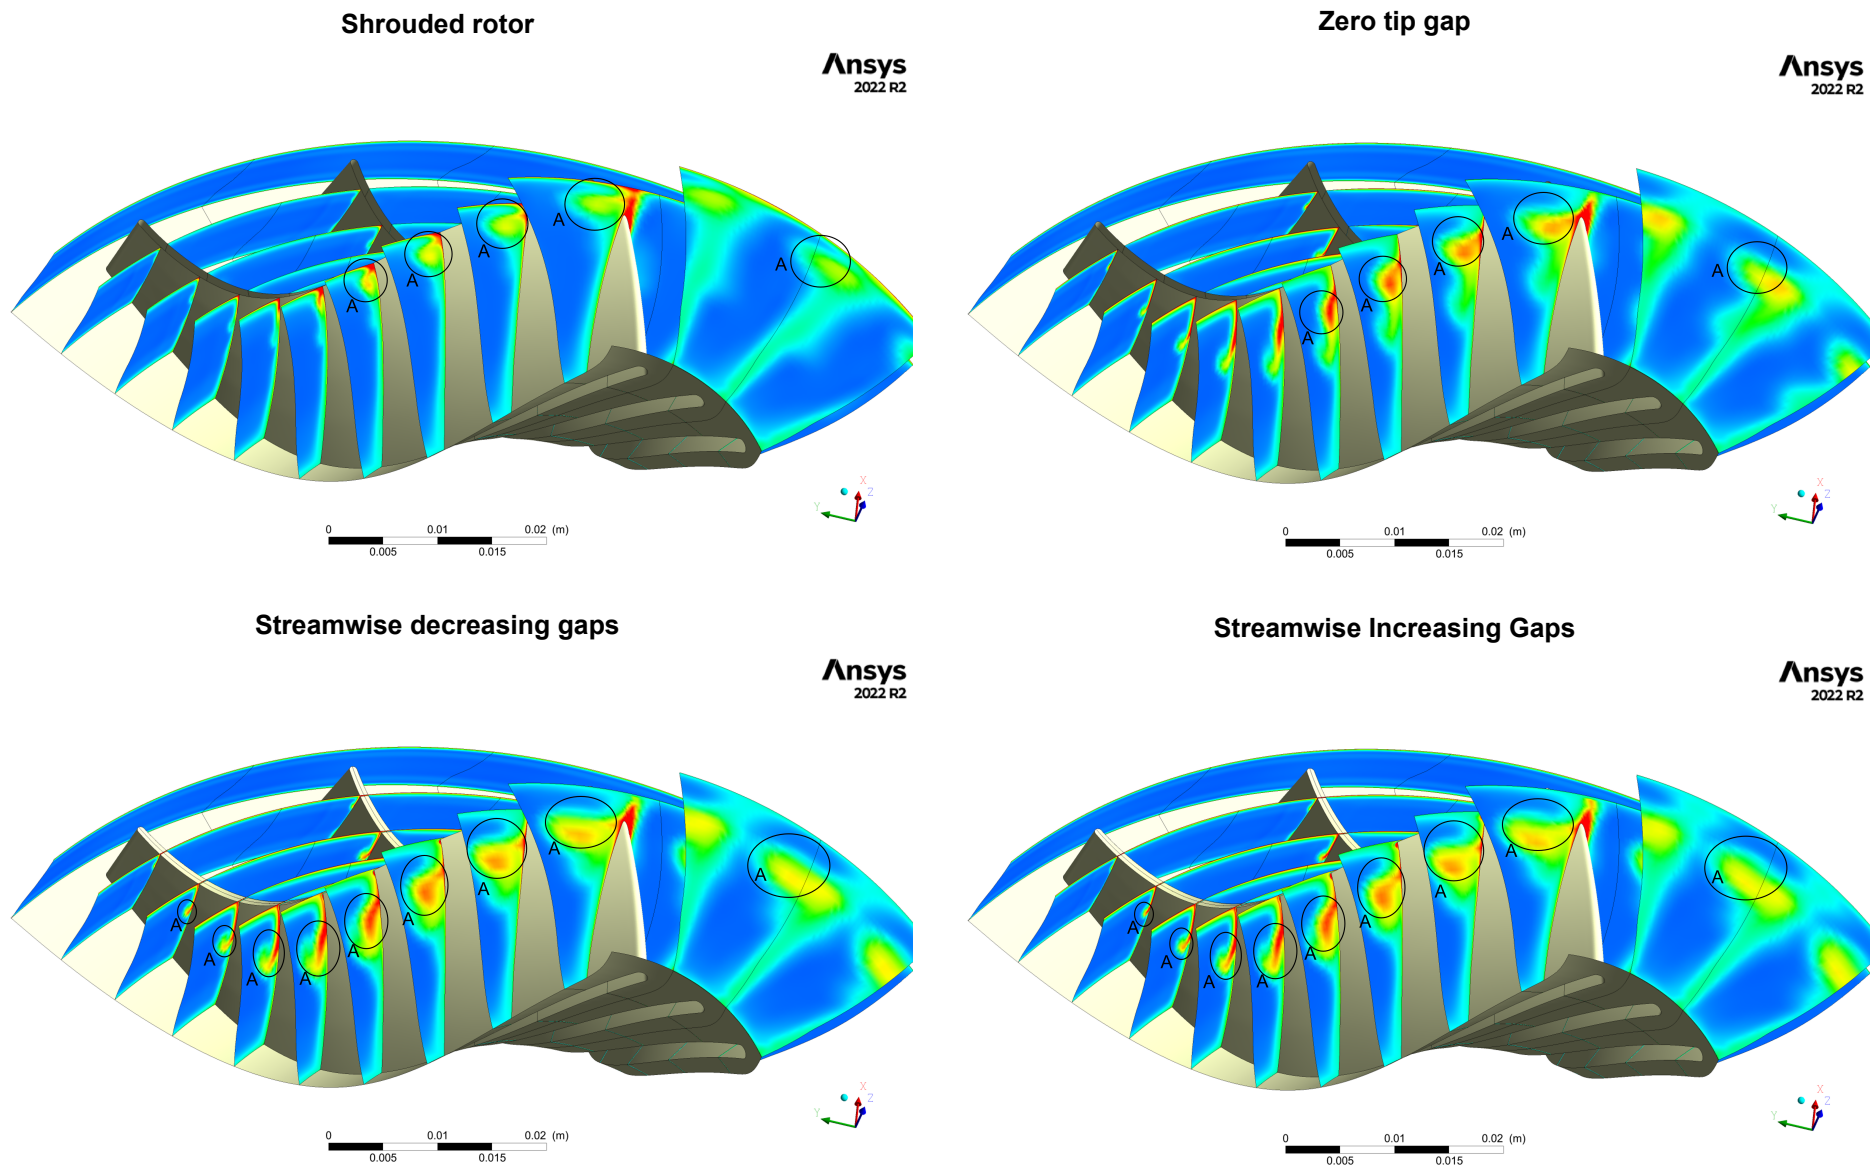 Shrouded rotor
Ansys
2022 R2
A
A
A
A
A
X
Y
Z
0 0.01 0.02 (m)
0.005 0.015
Zero tip gap
Ansys
2022 R2
A
A
A
A
A
X
Y
Z
0 0.01 0.02 (m)
0.005 0.015
Streamwise decreasing gaps
Ansys
2022 R2
A
A
A
A
A
A
A
A
A
X
Y
Z
0 0.01 0.02 (m)
0.005 0.015
Streamwise Increasing Gaps
Ansys
2022 R2
A
A
A
A
A
A
A
A
A
X
Y
Z
0 0.01 0.02 (m)
0.005 0.015